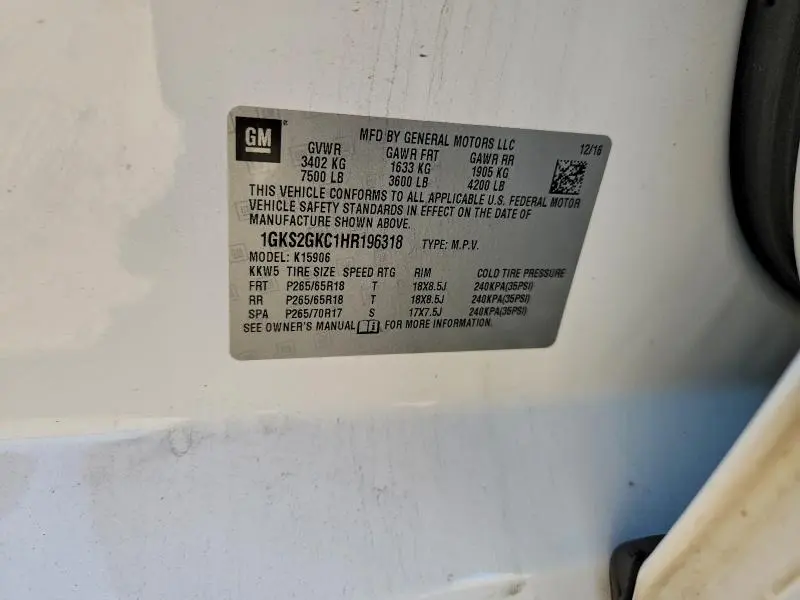 GM
MFD BY GENERAL MOTORS LLC
12/16
GVWR GAWR FRT GAWR RR
3402 KG 1633 KG 1905 KG
7500 LB 3600 LB 4200 LB
THIS VEHICLE CONFORMS TO ALL APPLICABLE U.S. FEDERAL MOTOR
VEHICLE SAFETY STANDARDS IN EFFECT ON THE DATE OF
MANUFACTURE SHOWN ABOVE.
1GKS2GKC1HR196318 TYPE: M.P.V.
MODEL: K15906
KKW5 TIRE SIZE SPEED RTG RIM COLD TIRE PRESSURE
FRT P265/65R18 T 18X8.5J 240KPA(35PSI)
RR P265/65R18 T 18X8.5J 240KPA(35PSI)
SPA P265/70R17 S 17X7.5J 240KPA(35PSI)
SEE OWNER'S MANUAL FOR MORE INFORMATION.